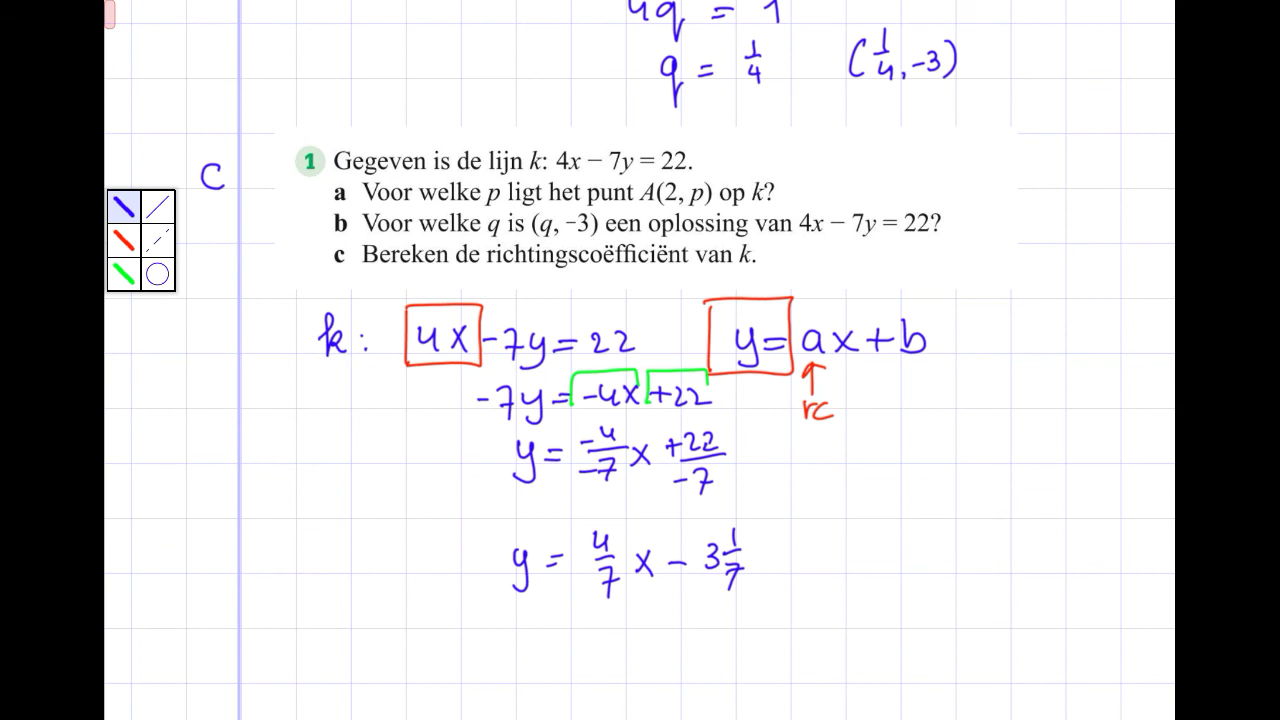 4q = 1
q = 1/4 (1/4, -3)
C
1 Gegeven is de lijn k: 4x − 7y = 22.
a Voor welke p ligt het punt A(2, p) op k?
b Voor welke q is (q, −3) een oplossing van 4x − 7y = 22?
c Bereken de richtingscoëfficiënt van k.
k: 4x -7y = 22 y = ax + b
-7y = -4x +22 rc
y = -4/-7 x +22/-7
y = 4/7 x - 3 1/7